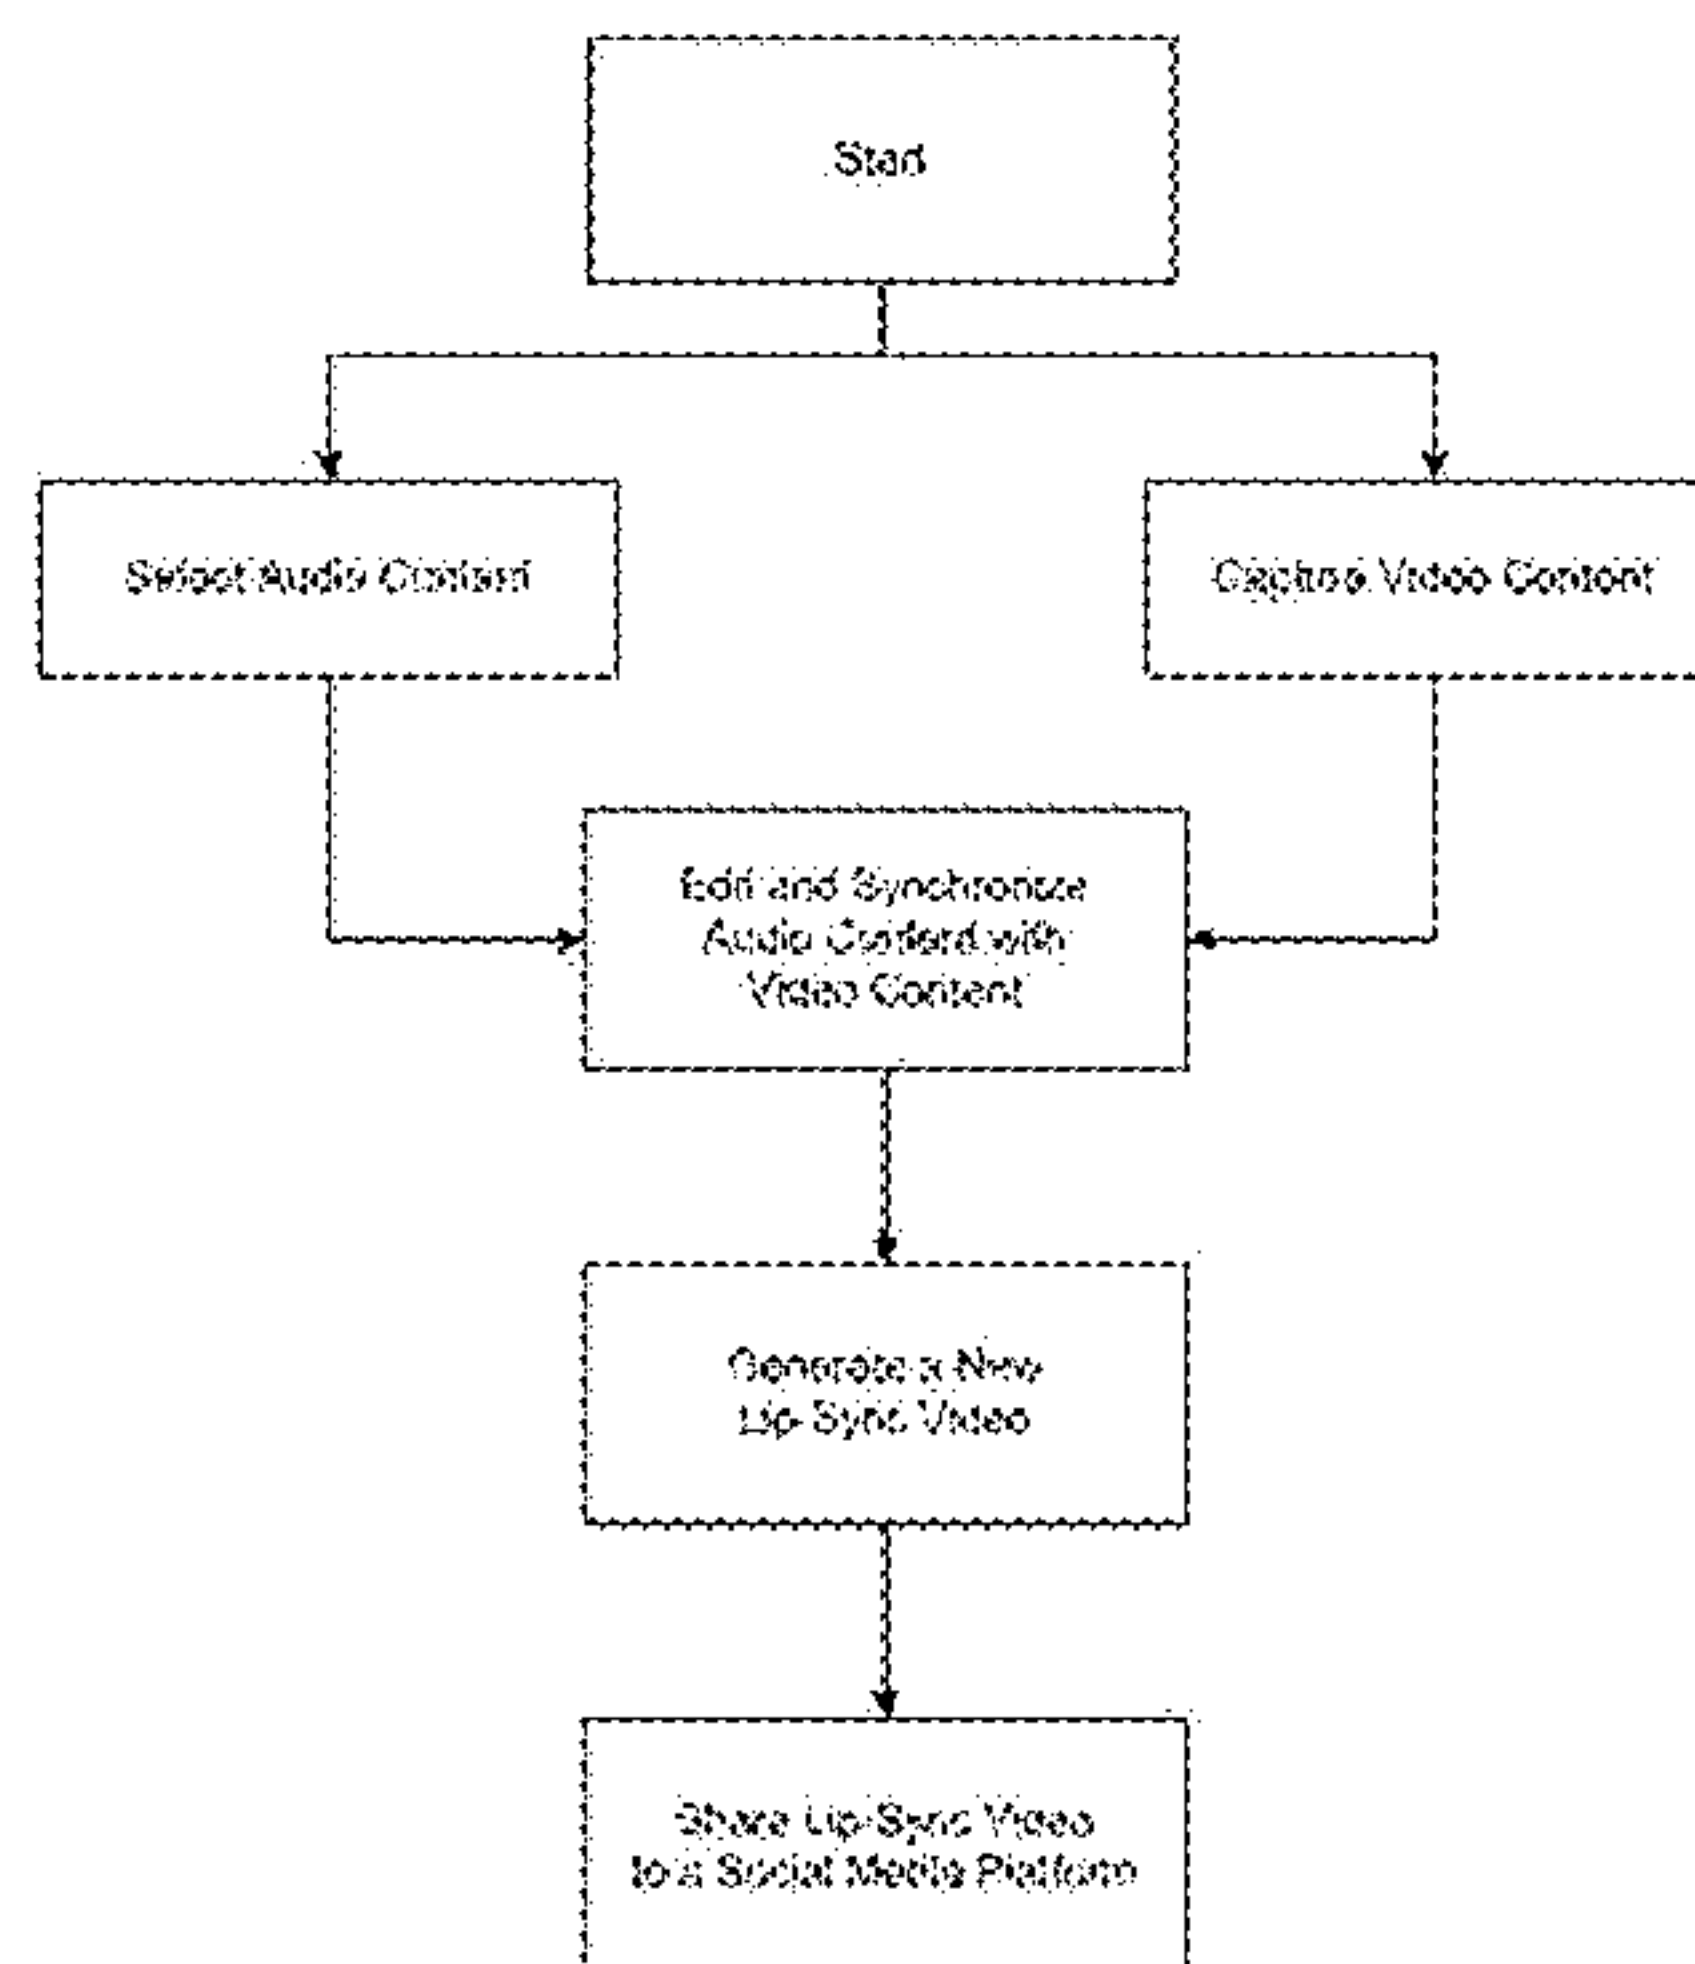 Start
Select Audio Content
Capture Video Content
Edit and Synchronize
Audio Content with
Video Content
Generate a New
Lip-Sync Video
Share Lip-Sync Video
to a Social Media Platform